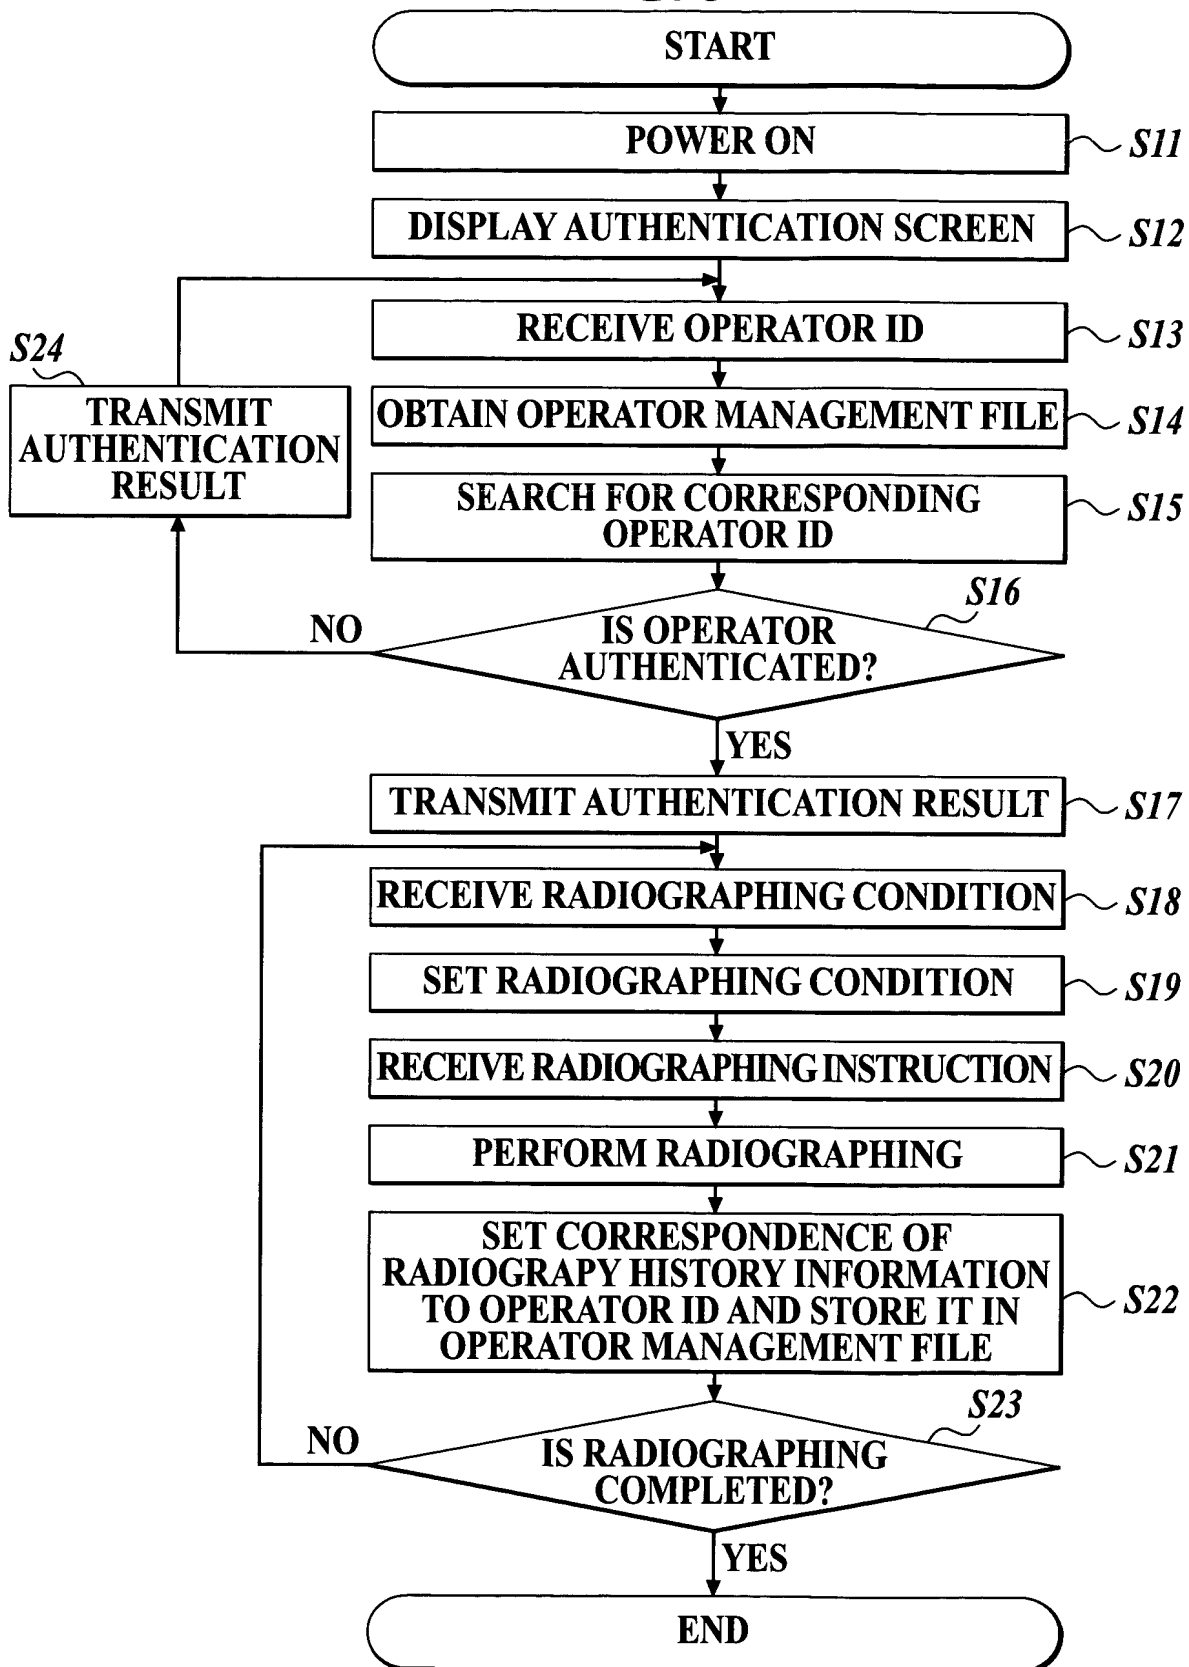 START
POWER ON
S11
DISPLAY AUTHENTICATION SCREEN
S12
RECEIVE OPERATOR ID
S13
S24
TRANSMIT
AUTHENTICATION
RESULT
OBTAIN OPERATOR MANAGEMENT FILE
S14
SEARCH FOR CORRESPONDING
OPERATOR ID
S15
S16
NO
IS OPERATOR
AUTHENTICATED?
YES
TRANSMIT AUTHENTICATION RESULT
S17
RECEIVE RADIOGRAPHING CONDITION
S18
SET RADIOGRAPHING CONDITION
S19
RECEIVE RADIOGRAPHING INSTRUCTION
S20
PERFORM RADIOGRAPHING
S21
SET CORRESPONDENCE OF
RADIOGRAPY HISTORY INFORMATION
TO OPERATOR ID AND STORE IT IN
OPERATOR MANAGEMENT FILE
S22
S23
NO
IS RADIOGRAPHING
COMPLETED?
YES
END